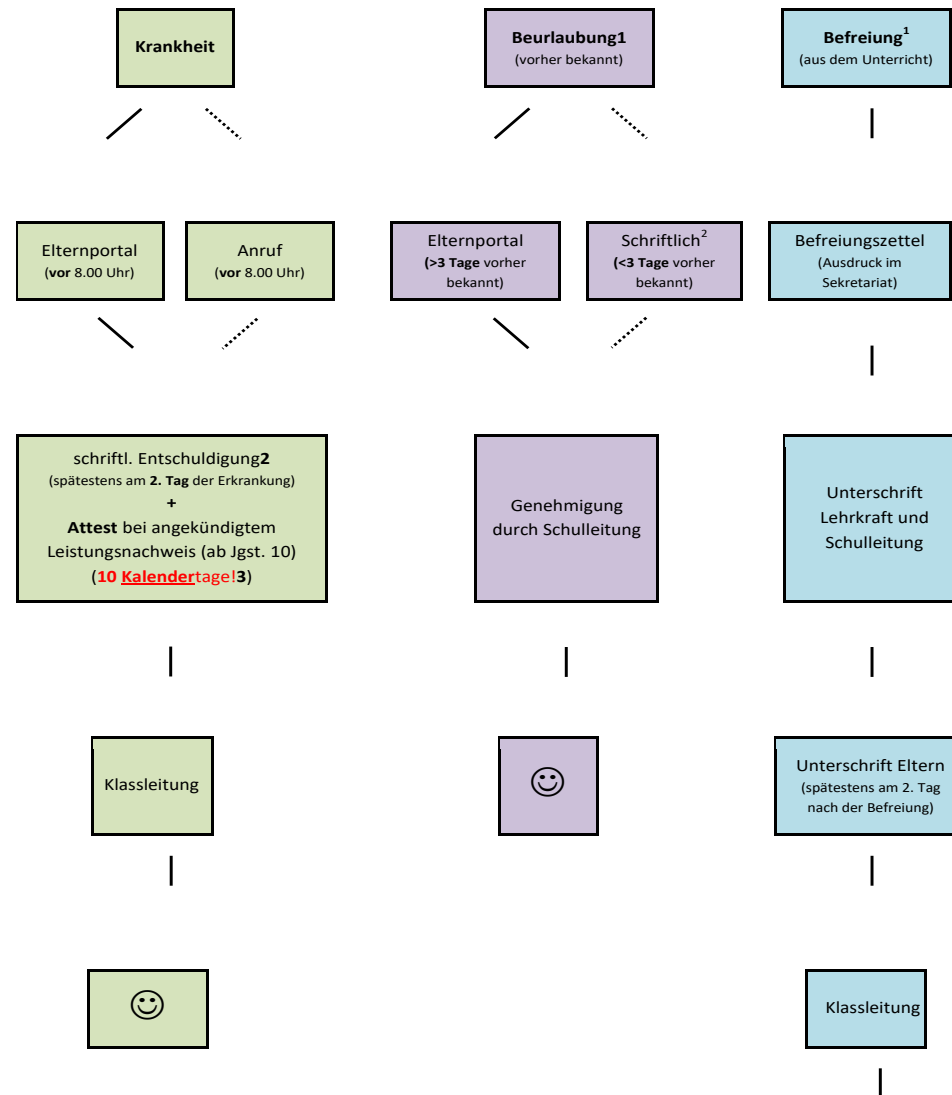 Krankheit
Beurlaubung1
(vorher bekannt)
Befreiung¹
(aus dem Unterricht)
Elternportal
(vor 8.00 Uhr)
Anruf
(vor 8.00 Uhr)
Elternportal
(>3 Tage vorher
bekannt)
Schriftlich²
(<3 Tage vorher
bekannt)
Befreiungszettel
(Ausdruck im
Sekretariat)
schriftl. Entschuldigung2
(spätestens am 2. Tag der Erkrankung)
+
Attest bei angekündigtem
Leistungsnachweis (ab Jgst. 10)
(10 Kalendertage!3)
Genehmigung
durch Schulleitung
Unterschrift
Lehrkraft und
Schulleitung
Klassleitung
☺
Unterschrift Eltern
(spätestens am 2. Tag
nach der Befreiung)
☺
Klassleitung